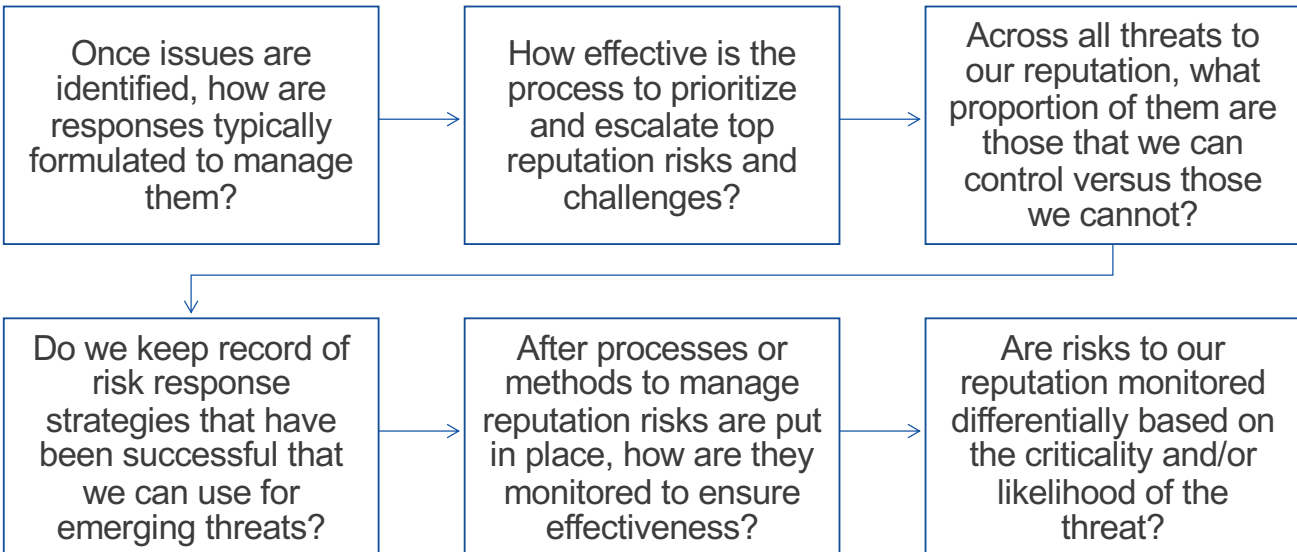 Once issues are
identified, how are
responses typically
formulated to manage
them?
How effective is the
process to prioritize
and escalate top
reputation risks and
challenges?
Across all threats to
our reputation, what
proportion of them are
those that we can
control versus those
we cannot?
Do we keep record of
risk response
strategies that have
been successful that
we can use for
emerging threats?
After processes or
methods to manage
reputation risks are put
in place, how are they
monitored to ensure
effectiveness?
Are risks to our
reputation monitored
differentially based on
the criticality and/or
likelihood of the
threat?